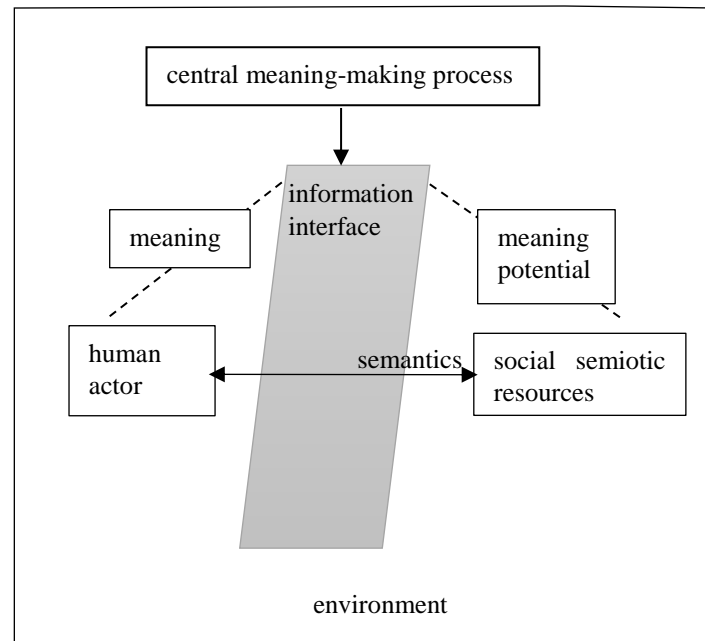 central meaning-making process
information
interface
meaning
meaning
potential
human
actor
semantics
social semiotic
resources
environment